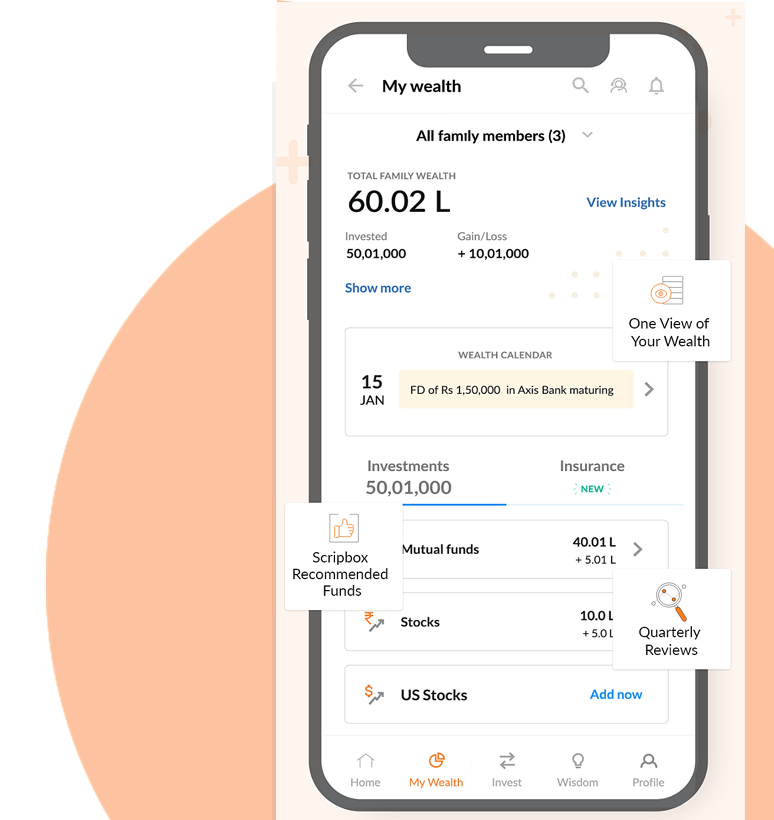 My wealth
All family members (3)
TOTAL FAMILY WEALTH
60.02 L
View Insights
Invested
Gain/Loss
50,01,000
+ 10,01,000
Show more
One View of
Your Wealth
WEALTH CALENDAR
15
JAN
FD of Rs 1,50,000 in Axis Bank maturing
Investments
50,01,000
Insurance
NEW
Scripbox
Recommended
Funds
Mutual funds
40.01 L
+ 5.01 L
Stocks
10.0 L
+ 5.0 L
Quarterly
Reviews
US Stocks
Add now
Home
My Wealth
Invest
Wisdom
Profile